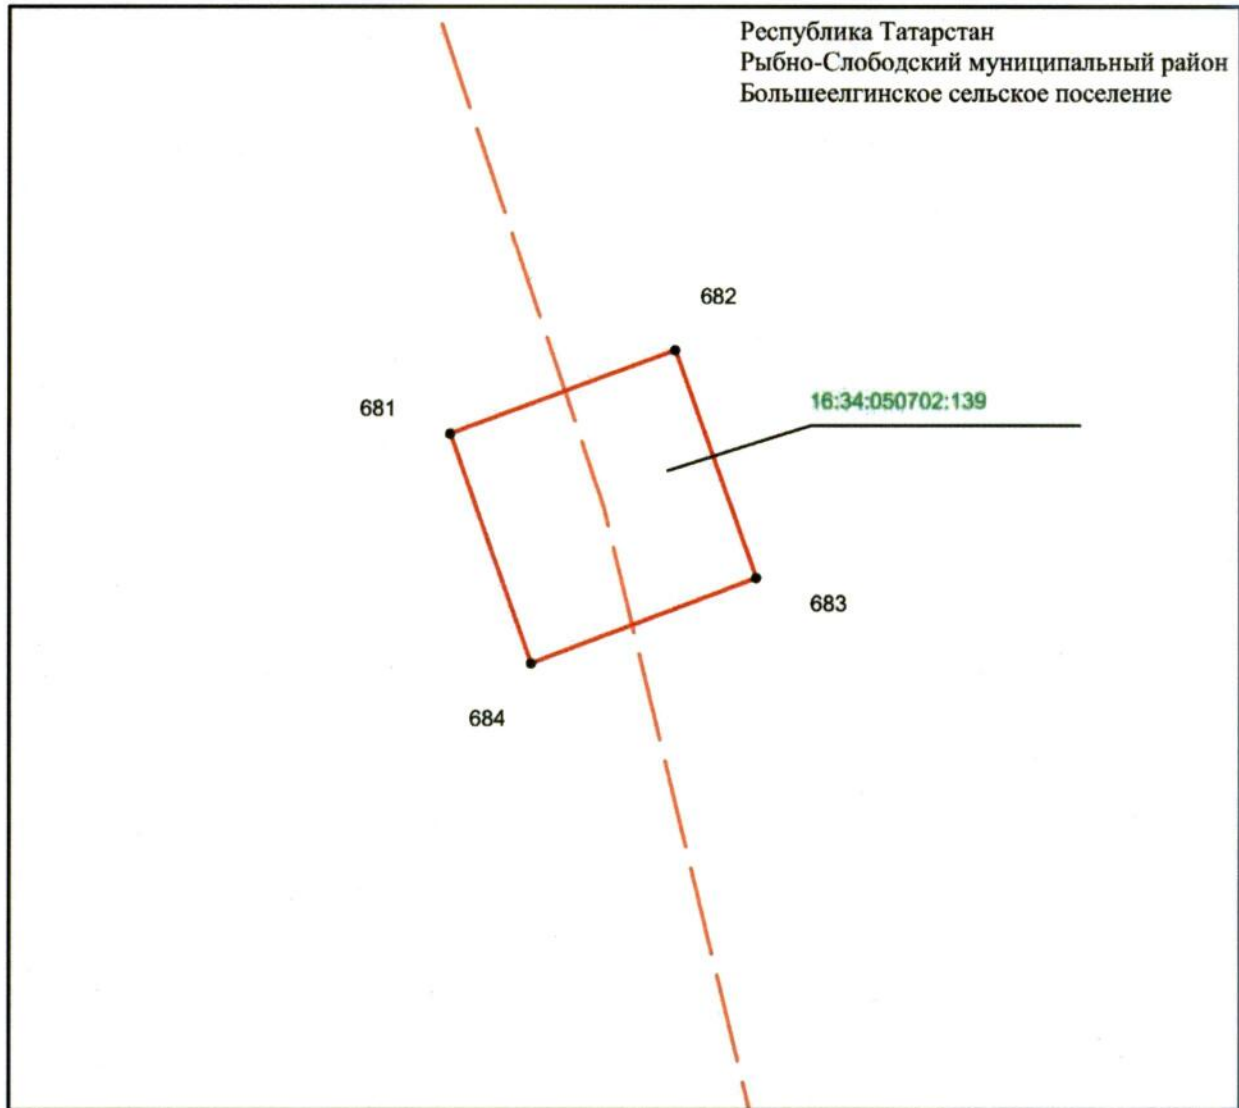 Республика Татарстан
Рыбно-Слободский муниципальный район
Большеелгинское сельское поселение
682
681
16:34:050702:139
683
684